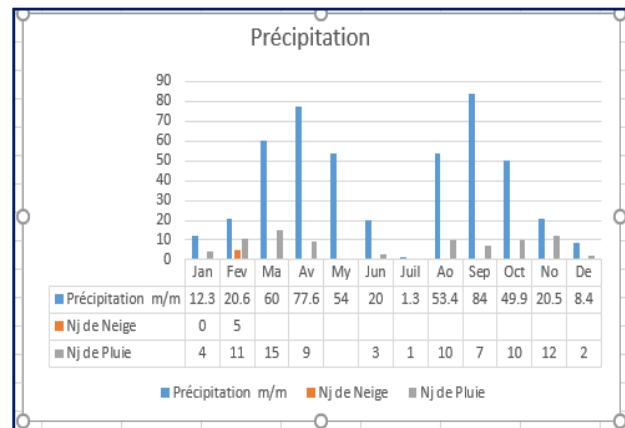 Précipitation
90
80
70
60
50
40
30
20
10
0
Jan Fev Ma Av My Jun Juil Ao Sep Oct No De
Précipitation m/m 12.3 20.6 60 77.6 54 20 1.3 53.4 84 49.9 20.5 8.4
Nj de Neige 0 5
Nj de Pluie 4 11 15 9 3 1 10 7 10 12 2
Précipitation m/m Nj de Neige Nj de Pluie